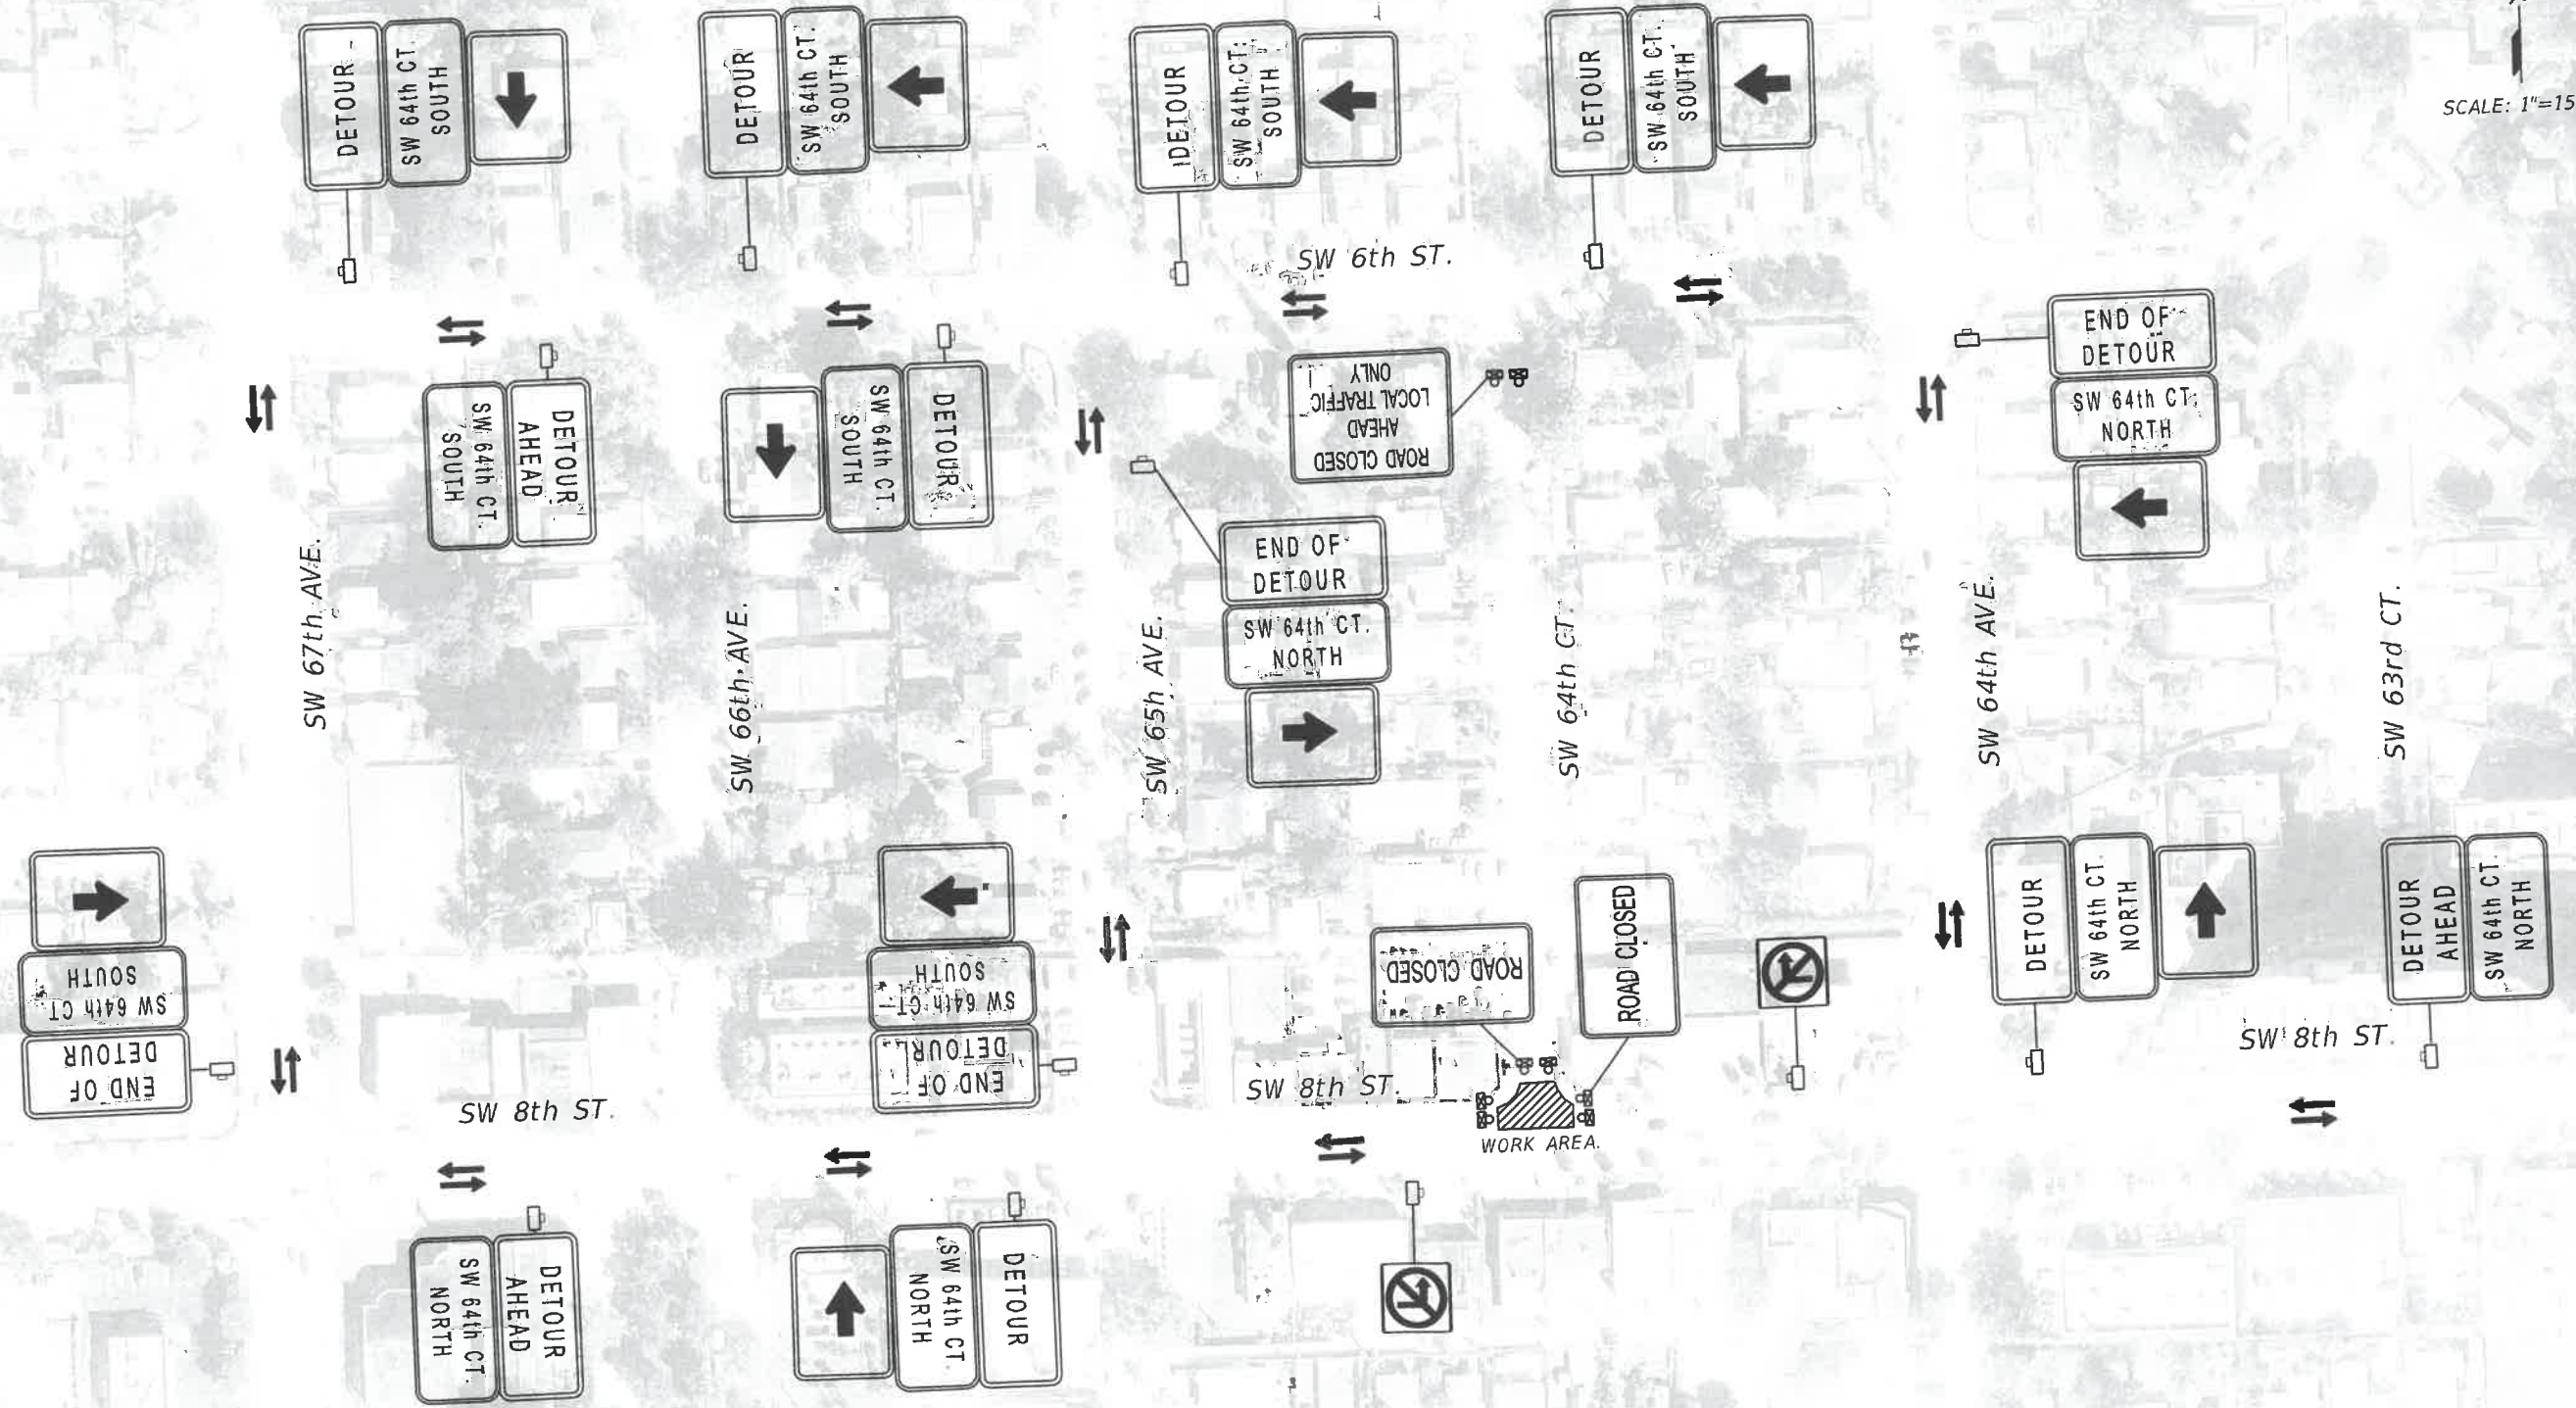 DETOUR
SW 64th CT.
SOUTH
DETOUR
SW 64th CT.
SOUTH
DETOUR
SW 64th CT.
SOUTH
DETOUR
SW 64th CT.
SOUTH
SCALE: 1"=15
SW 6th ST.
DETOUR
AHEAD
SW 64th CT.
SOUTH
DETOUR
SW 64th CT.
SOUTH
ROAD CLOSED
AHEAD
LOCAL TRAFFIC
ONLY
END OF
DETOUR
SW 64th CT.
NORTH
END OF
DETOUR
SW 64th CT.
NORTH
SW 67th AVE.
SW 66th AVE.
SW 65h AVE.
SW 64th CT.
SW 64th AVE.
SW 63rd CT.
END OF
DETOUR
SW 64th CT.
SOUTH
END OF
DETOUR
SW 64th CT.
SOUTH
ROAD CLOSED
ROAD CLOSED
DETOUR
SW 64th CT.
NORTH
DETOUR
AHEAD
SW 64th CT.
NORTH
SW 8th ST.
SW 8th ST.
SW 8th ST.
WORK AREA.
DETOUR
AHEAD
SW 64th CT.
NORTH
DETOUR
SW 64th CT.
NORTH